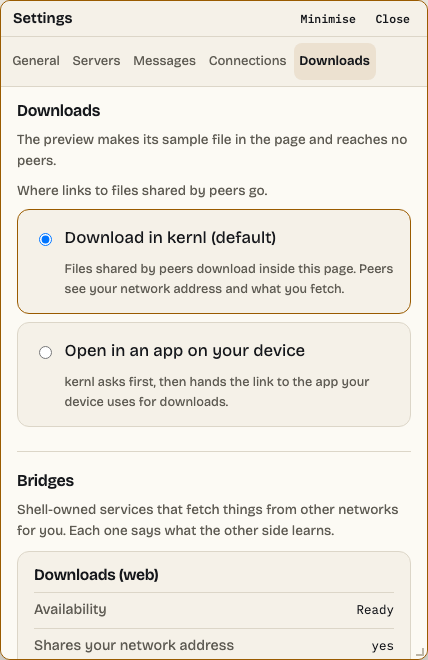 Settings
Minimise
Close
General
Servers
Messages
Connections
Downloads
Downloads
The preview makes its sample file in the page and reaches no
peers.
Where links to files shared by peers go.
Download in kernl (default)
Files shared by peers download inside this page. Peers
see your network address and what you fetch.
Open in an app on your device
kernl asks first, then hands the link to the app your
device uses for downloads.
Bridges
Shell-owned services that fetch things from other networks
for you. Each one says what the other side learns.
Downloads (web)
Availability
Ready
Shares your network address
yes